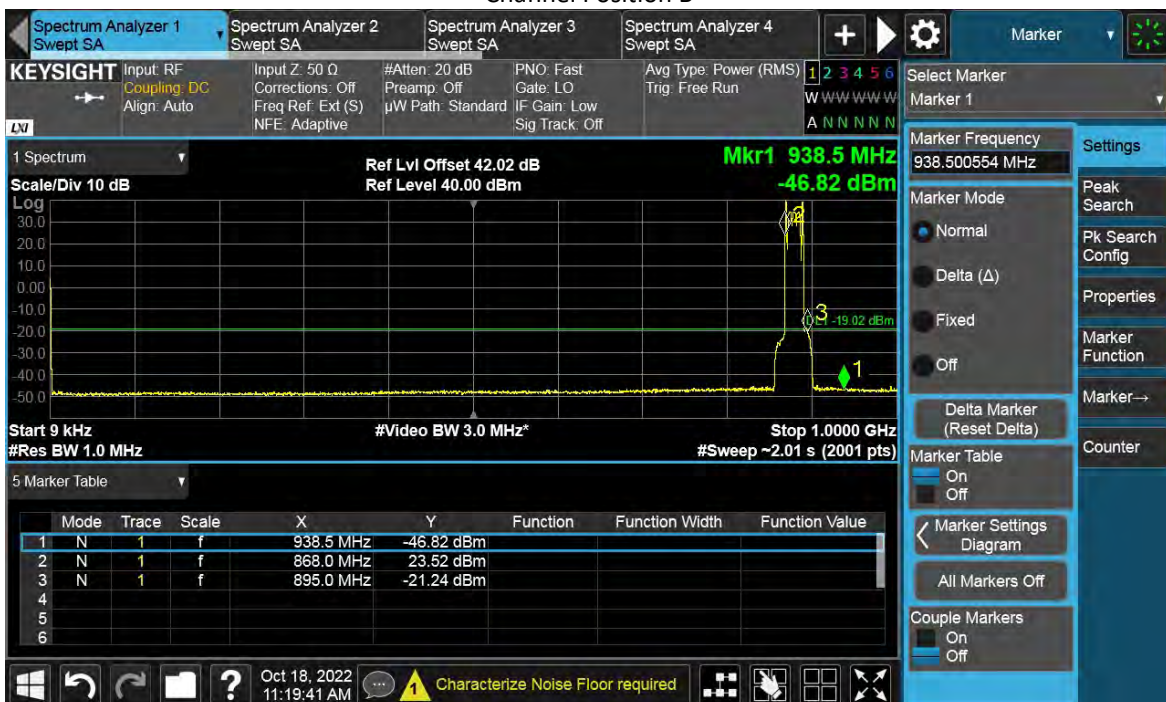 Spectrum Analyzer 1
Swept SA
Spectrum Analyzer 2
Swept SA
Spectrum Analyzer 3
Swept SA
Spectrum Analyzer 4
Swept SA
+
Marker
KEYSIGHT
LXI
Input: RF
Coupling: DC
Align: Auto
Input Z: 50 Ω
Corrections: Off
Freq Ref: Ext (S)
NFE: Adaptive
#Atten: 20 dB
Preamp: Off
µW Path: Standard
PNO: Fast
Gate: LO
IF Gain: Low
Sig Track: Off
Avg Type: Power (RMS)
Trig: Free Run
1 2 3 4 5 6
W W W W W W
A N N N N N
Select Marker
Marker 1
1 Spectrum
Scale/Div 10 dB
Ref Lvl Offset 42.02 dB
Ref Level 40.00 dBm
Mkr1 938.5 MHz
-46.82 dBm
Log
30.0
20.0
10.0
0.00
-10.0
-20.0
-30.0
-40.0
-50.0
2
3
-19.02 dBm
1
Start 9 kHz
#Res BW 1.0 MHz
#Video BW 3.0 MHz*
Stop 1.0000 GHz
#Sweep ~2.01 s (2001 pts)
5 Marker Table
Mode Trace Scale X Y Function Function Width Function Value
1 N 1 f 938.5 MHz -46.82 dBm
2 N 1 f 868.0 MHz 23.52 dBm
3 N 1 f 895.0 MHz -21.24 dBm
4
5
6
Marker Frequency
938.500554 MHz
Marker Mode
Normal
Delta (Δ)
Fixed
Off
Delta Marker
(Reset Delta)
Marker Table
On
Off
Marker Settings
Diagram
All Markers Off
Couple Markers
On
Off
Settings
Peak
Search
Pk Search
Config
Properties
Marker
Function
Marker→
Counter
?
Oct 18, 2022
11:19:41 AM
1
Characterize Noise Floor required